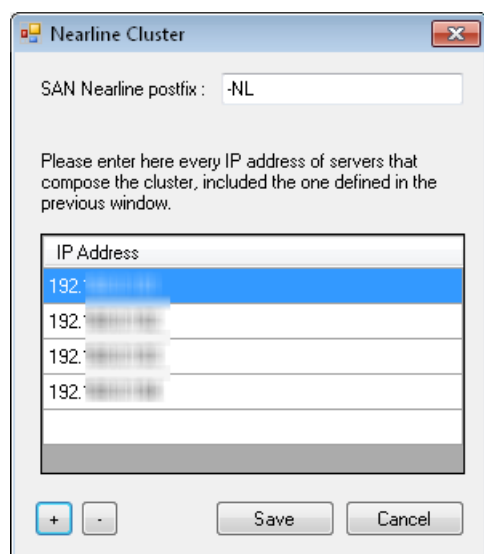 Nearline Cluster
SAN Nearline postfix : -NL
Please enter here every IP address of servers that
compose the cluster, included the one defined in the
previous window.
IP Address
192.
192.
192.
192.
+ - Save Cancel